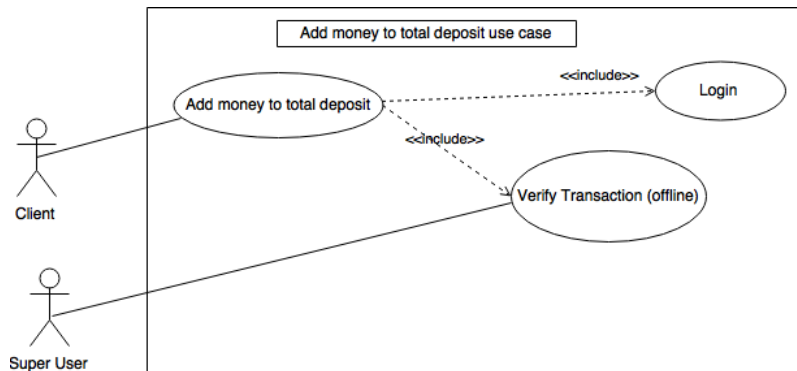 Add money to total deposit use case
<<include>>
Login
Add money to total deposit
<<include>>
Client
Verify Transaction (offline)
Super User